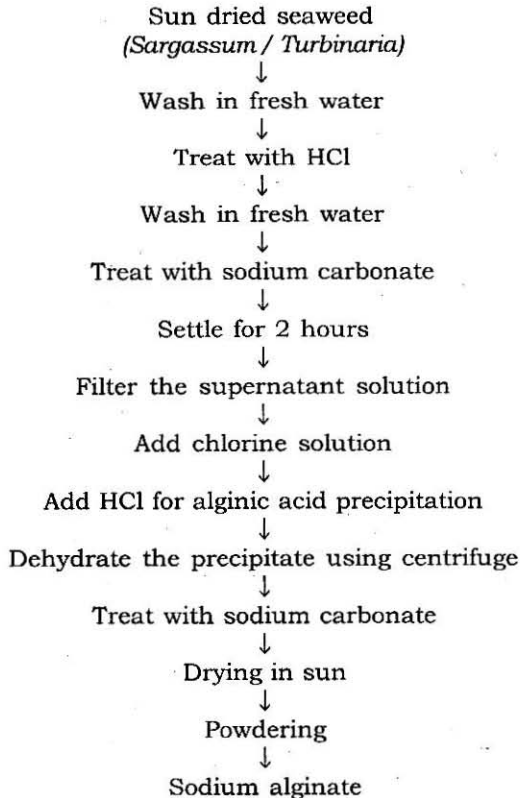 Sun dried seaweed
(Sargassum / Turbinaria)
↓
Wash in fresh water
↓
Treat with HCl
↓
Wash in fresh water
↓
Treat with sodium carbonate
↓
Settle for 2 hours
↓
Filter the supernatant solution
↓
Add chlorine solution
↓
Add HCl for alginic acid precipitation
↓
Dehydrate the precipitate using centrifuge
↓
Treat with sodium carbonate
↓
Drying in sun
↓
Powdering
↓
Sodium alginate